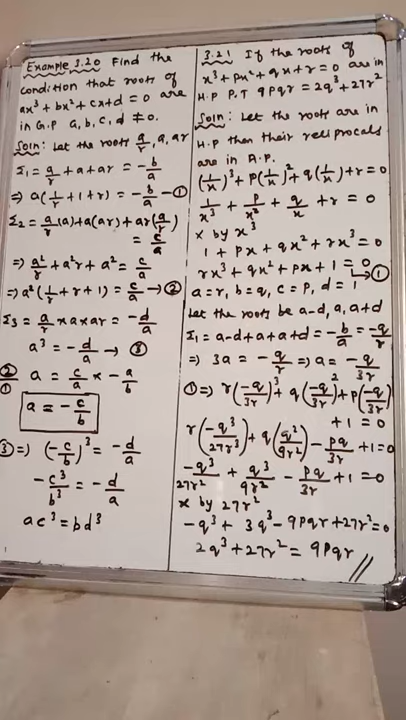 Example 3.20 Find the
condition that roots of
ax³ + bx² + cx + d = 0 are
in G.P a, b, c, d ≠ 0.
Soln: Let the roots a/r, a, ar
Σ₁ = a/r + a + ar = -b/a
⇒ a(1/r + 1 + r) = -b/a → ①
Σ₂ = a/r(a) + a(ar) + ar(a/r)
= c/a
⇒ a²/r + a²r + a² = c/a
⇒ a²(1/r + r + 1) = c/a → ②
Σ₃ = a/r × a × ar = -d/a
a³ = -d/a → ③
②/① a = c/a × -a/b
a = -c/b
③ ⇒ (-c/b)³ = -d/a
-c³/b³ = -d/a
ac³ = bd³
3.21 If the roots of
x³ + px² + qx + r = 0 are in
H.P P.T 9pqr = 2q³ + 27r²
Soln: Let the roots are in
H.P then their reliprocals
are in A.P.
(1/x)³ + p(1/x)² + q(1/x) + r = 0
1/x³ + p/x² + q/x + r = 0
× by x³
1 + px + qx² + rx³ = 0
rx³ + qx² + px + 1 = 0 → ①
a = r, b = q, c = p, d = 1
Let the roots be a-d, a, a+d
Σ₁ = a-d+a+a+d = -b/a = -q/r
⇒ 3a = -q/r ⇒ a = -q/3r
① ⇒ r(-q/3r)³ + q(-q/3r)² + p(-q/3r)
+ 1 = 0
r(-q³/27r³) + q(q²/9r²) - pq/3r + 1 = 0
-q³/27r² + q³/9r² - pq/3r + 1 = 0
× by 27r²
-q³ + 3q³ - 9pqr + 27r² = 0
2q³ + 27r² = 9pqr //